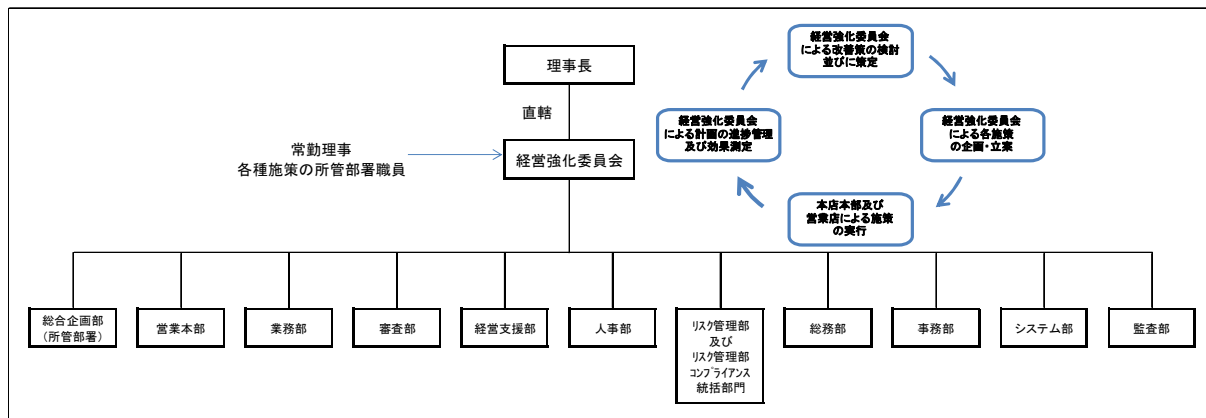 理事長
直轄
常勤理事
各種施策の所管部署職員
経営強化委員会
経営強化委員会
による改善策の検討
並びに策定
経営強化委員会
による各施策
の企画・立案
本店本部及び
営業店による施策
の実行
経営強化委員会
による計画の進捗管理
及び効果測定
総合企画部
(所管部署)
営業本部
業務部
審査部
経営支援部
人事部
リスク管理部
及び
リスク管理部
コンプライアンス
統括部門
総務部
事務部
システム部
監査部